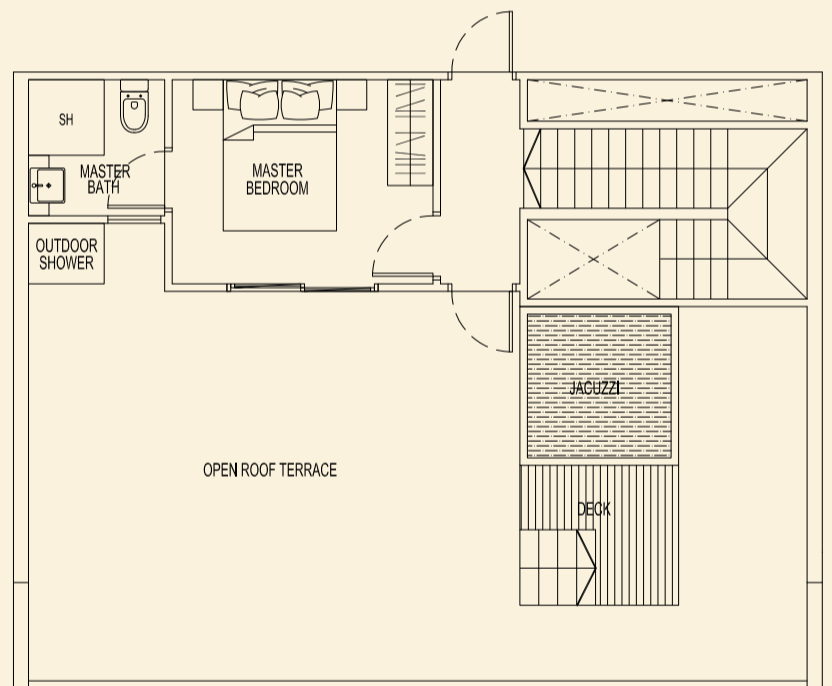 SH
MASTER
BATH
MASTER
BEDROOM
OUTDOOR
SHOWER
JACUZZI
OPEN ROOF TERRACE
DECK